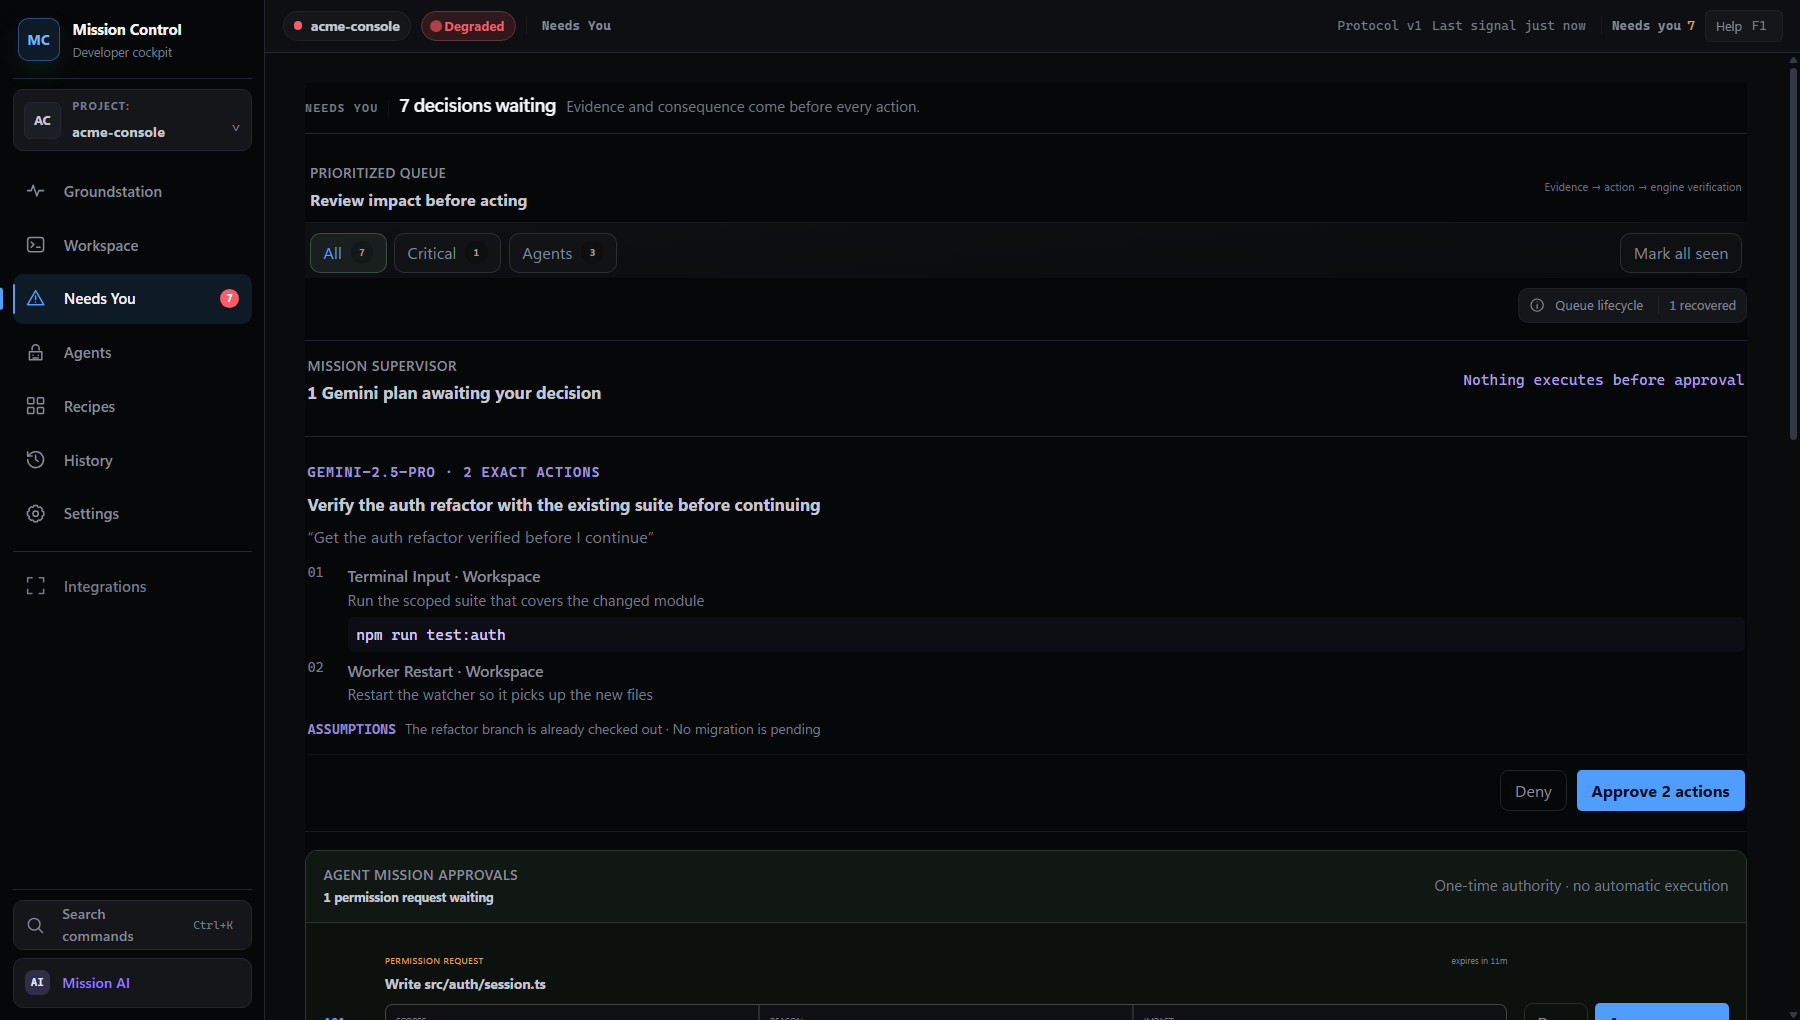 MC
Mission Control
Developer cockpit
PROJECT:
AC
acme-console
Groundstation
Workspace
Needs You 7
Agents
Recipes
History
Settings
Integrations
Search commands Ctrl+K
AI Mission AI
acme-console Degraded Needs You
Protocol v1 Last signal just now Needs you 7 Help F1
NEEDS YOU 7 decisions waiting Evidence and consequence come before every action.
PRIORITIZED QUEUE
Review impact before acting
Evidence → action → engine verification
All 7 Critical 1 Agents 3 Mark all seen
Queue lifecycle 1 recovered
MISSION SUPERVISOR
1 Gemini plan awaiting your decision
Nothing executes before approval
GEMINI-2.5-PRO · 2 EXACT ACTIONS
Verify the auth refactor with the existing suite before continuing
“Get the auth refactor verified before I continue”
01 Terminal Input · Workspace
Run the scoped suite that covers the changed module
npm run test:auth
02 Worker Restart · Workspace
Restart the watcher so it picks up the new files
ASSUMPTIONS The refactor branch is already checked out · No migration is pending
Deny Approve 2 actions
AGENT MISSION APPROVALS
1 permission request waiting
One-time authority · no automatic execution
PERMISSION REQUEST expires in 11m
Write src/auth/session.ts